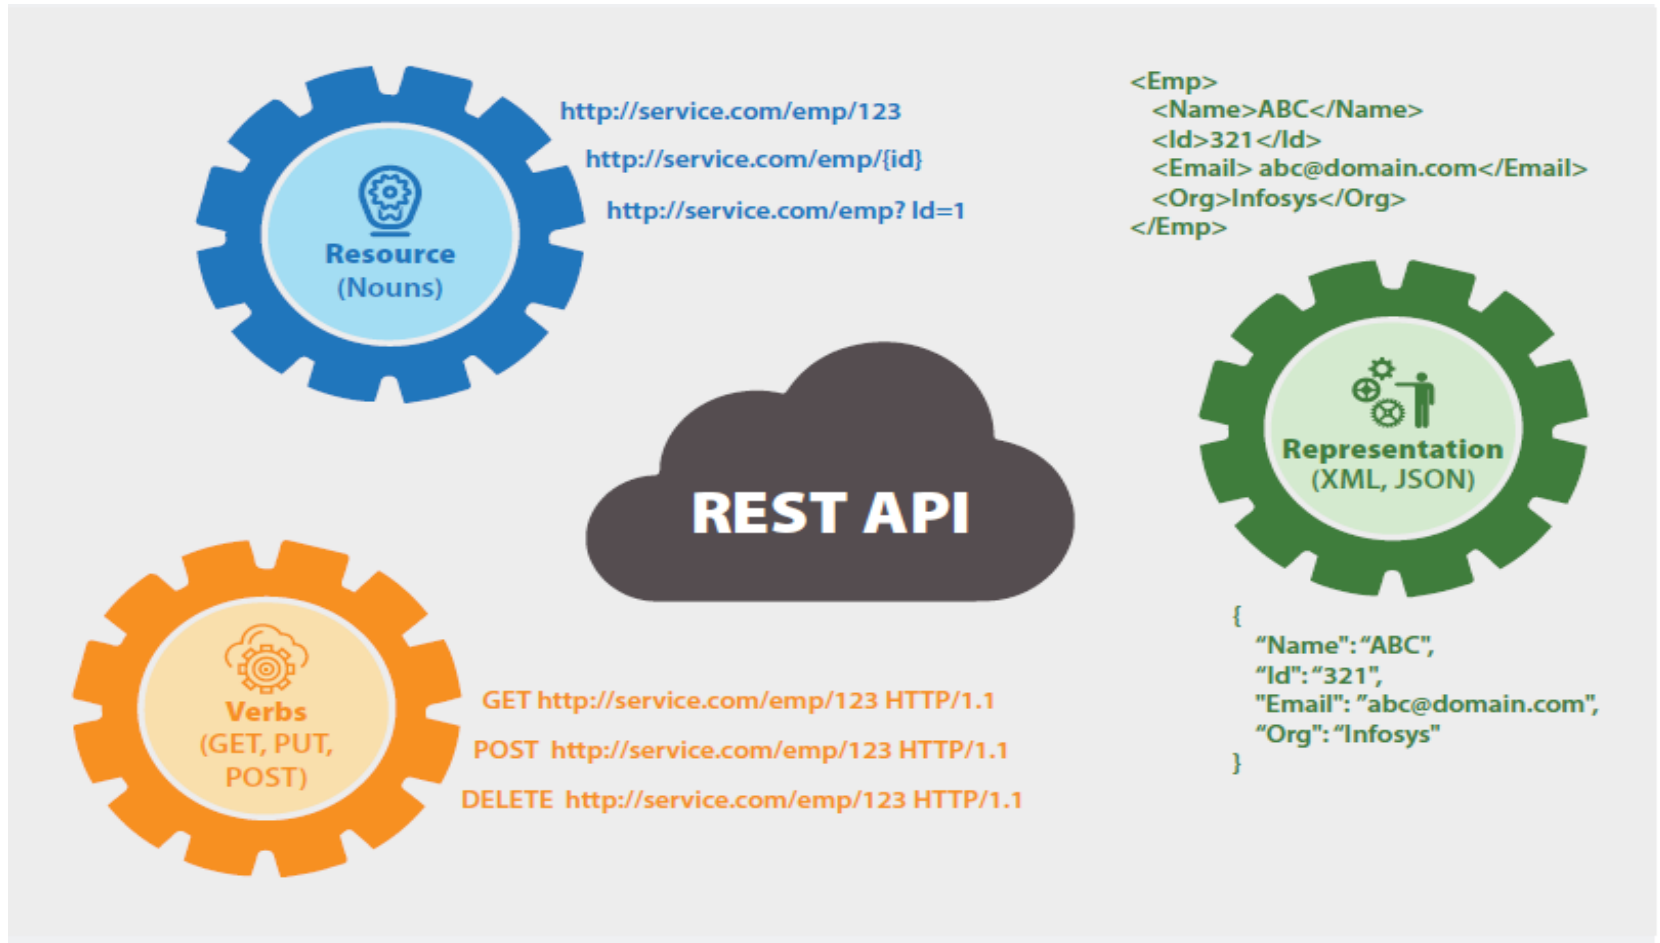 http://service.com/emp/123
http://service.com/emp/{id}
http://service.com/emp? Id=1
Resource
(Nouns)
<Emp>
<Name>ABC</Name>
<Id>321</Id>
<Email> abc@domain.com</Email>
<Org>Infosys</Org>
</Emp>
Representation
(XML, JSON)
REST API
{
“Name": “ABC",
“Id": “321",
"Email": ”abc@domain.com",
“Org": “Infosys"
}
Verbs
(GET, PUT,
POST)
GET http://service.com/emp/123 HTTP/1.1
POST http://service.com/emp/123 HTTP/1.1
DELETE http://service.com/emp/123 HTTP/1.1